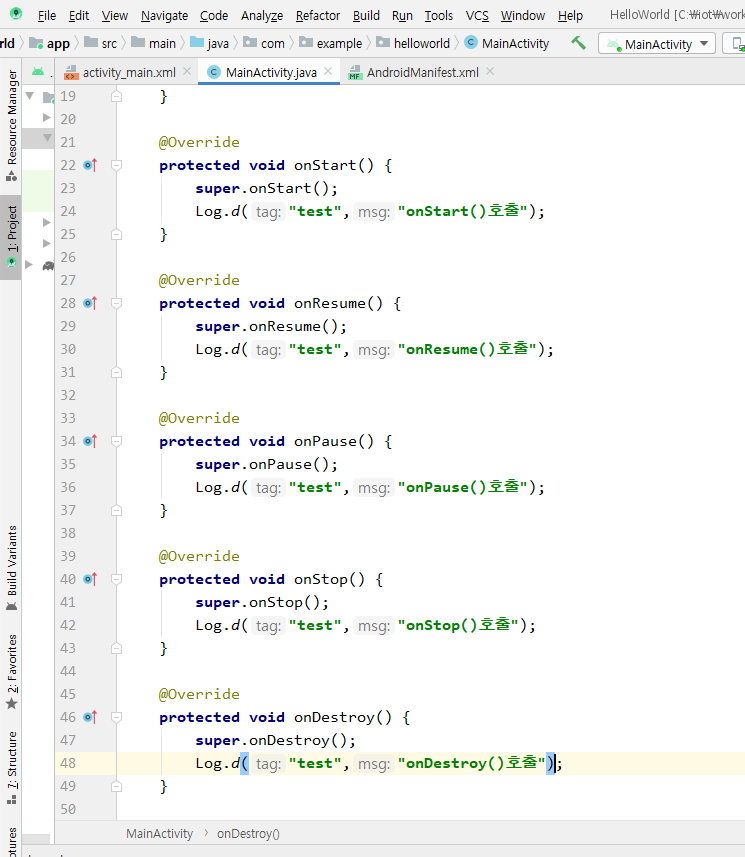 File Edit View Navigate Code Analyze Refactor Build Run Tools VCS Window Help HelloWorld [C:₩iot₩work
rld app src main java com example helloworld MainActivity MainActivity
activity_main.xml MainActivity.java AndroidManifest.xml
Resource Manager
1: Project
Build Variants
2: Favorites
7: Structure
ptures
19 }
20
21 @Override
22 protected void onStart() {
23 super.onStart();
24 Log.d( tag: "test", msg: "onStart()호출");
25 }
26
27 @Override
28 protected void onResume() {
29 super.onResume();
30 Log.d( tag: "test", msg: "onResume()호출");
31 }
32
33 @Override
34 protected void onPause() {
35 super.onPause();
36 Log.d( tag: "test", msg: "onPause()호출");
37 }
38
39 @Override
40 protected void onStop() {
41 super.onStop();
42 Log.d( tag: "test", msg: "onStop()호출");
43 }
44
45 @Override
46 protected void onDestroy() {
47 super.onDestroy();
48 Log.d( tag: "test", msg: "onDestroy()호출");
49 }
50
MainActivity › onDestroy()